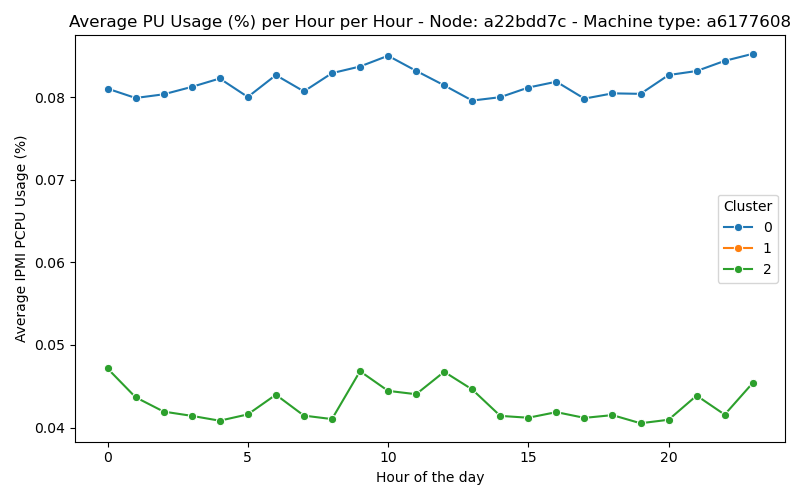 Average PU Usage (%) per Hour per Hour - Node: a22bdd7c - Machine type: a6177608
Average IPMI PCPU Usage (%)
0.08
0.07
0.06
0.05
0.04
Cluster
0
1
2
0 5 10 15 20
Hour of the day